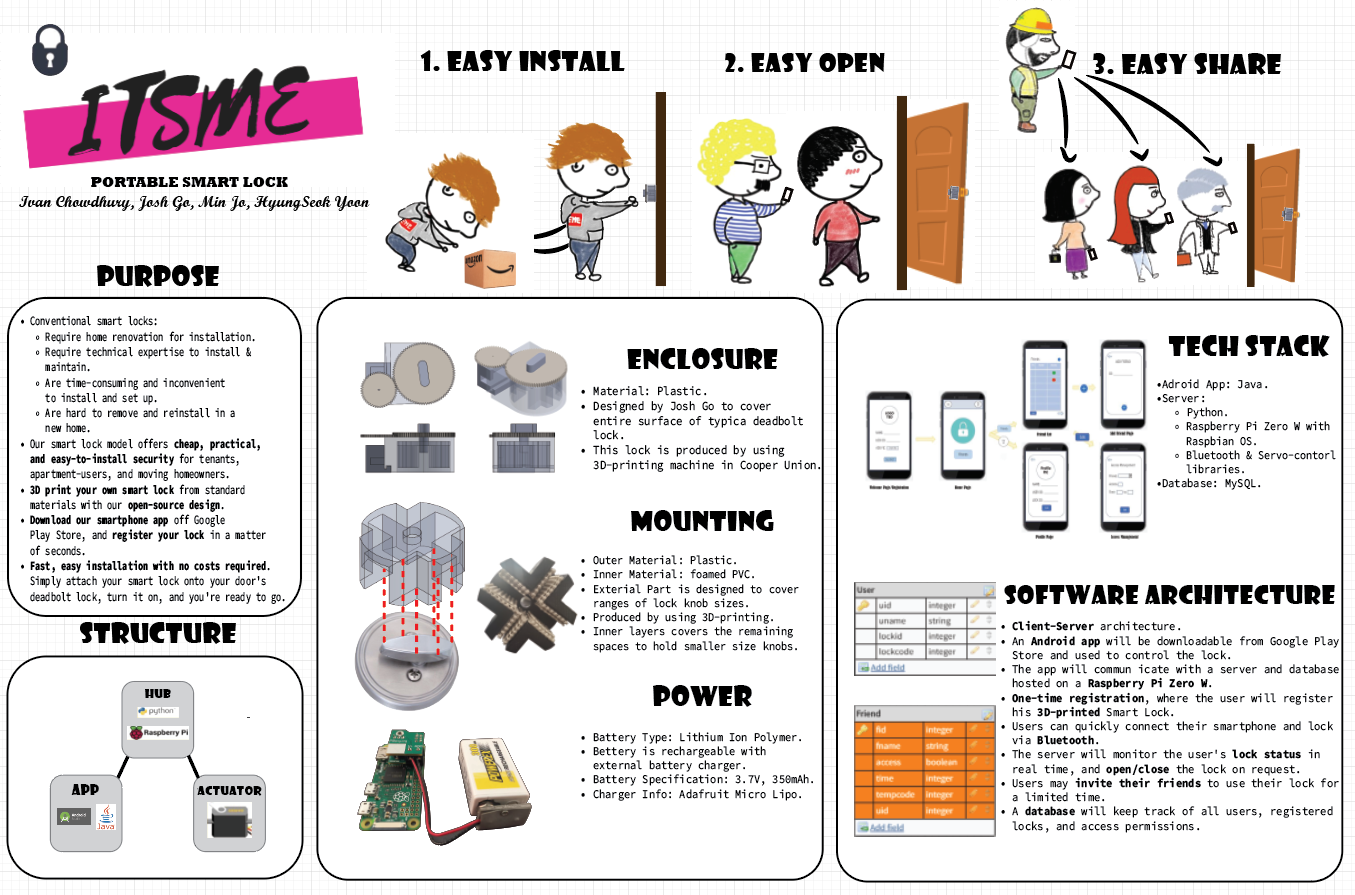 ITSME
PORTABLE SMART LOCK
Ivan Chowdhury, Josh Go, Min Jo, HyungSeok Yoon
1. EASY INSTALL
amazon
2. EASY OPEN
3. EASY SHARE
PURPOSE
• Conventional smart locks:
Require home renovation for installation.
Require technical expertise to install &
maintain.
Are time-consuming and inconvenient
to install and set up.
Are hard to remove and reinstall in a
new home.
• Our smart lock model offers cheap, practical,
and easy-to-install security for tenants,
apartment-users, and moving homeowners.
• 3D print your own smart lock from standard
materials with our open-source design.
• Download our smartphone app off Google
Play Store, and register your lock in a matter
of seconds.
• Fast, easy installation with no costs required.
Simply attach your smart lock onto your door's
deadbolt lock, turn it on, and you're ready to go.
STRUCTURE
HUB
python
Raspberry Pi
APP
android
Java
ACTUATOR
ENCLOSURE
• Material: Plastic.
• Designed by Josh Go to cover
entire surface of typica deadbolt
lock.
• This lock is produced by using
3D-printing machine in Cooper Union.
MOUNTING
• Outer Material: Plastic.
• Inner Material: foamed PVC.
• Exterial Part is designed to cover
ranges of lock knob sizes.
• Produced by using 3D-printing.
• Inner layers covers the remaining
spaces to hold smaller size knobs.
POWER
• Battery Type: Lithium Ion Polymer.
• Bettery is rechargeable with
external battery charger.
• Battery Specification: 3.7V, 350mAh.
• Charger Info: Adafruit Micro Lipo.
TECH STACK
•Adroid App: Java.
•Server:
Python.
Raspberry Pi Zero W with
Raspbian OS.
Bluetooth & Servo-contorl
libraries.
•Database: MySQL.
SOFTWARE ARCHITECTURE
• Client-Server architecture.
• An Android app will be downloadable from Google Play
Store and used to control the lock.
• The app will commun icate with a server and database
hosted on a Raspberry Pi Zero W.
• One-time registration, where the user will register
his 3D-printed Smart Lock.
• Users can quickly connect their smartphone and lock
via Bluetooth.
• The server will monitor the user's lock status in
real time, and open/close the lock on request.
• Users may invite their friends to use their lock for
a limited time.
• A database will keep track of all users, registered
locks, and access permissions.
User
uid integer
uname string
lockid integer
lockcode integer
Add field
Friend
fid integer
fname string
access boolean
time integer
tempcode integer
uid integer
Add field